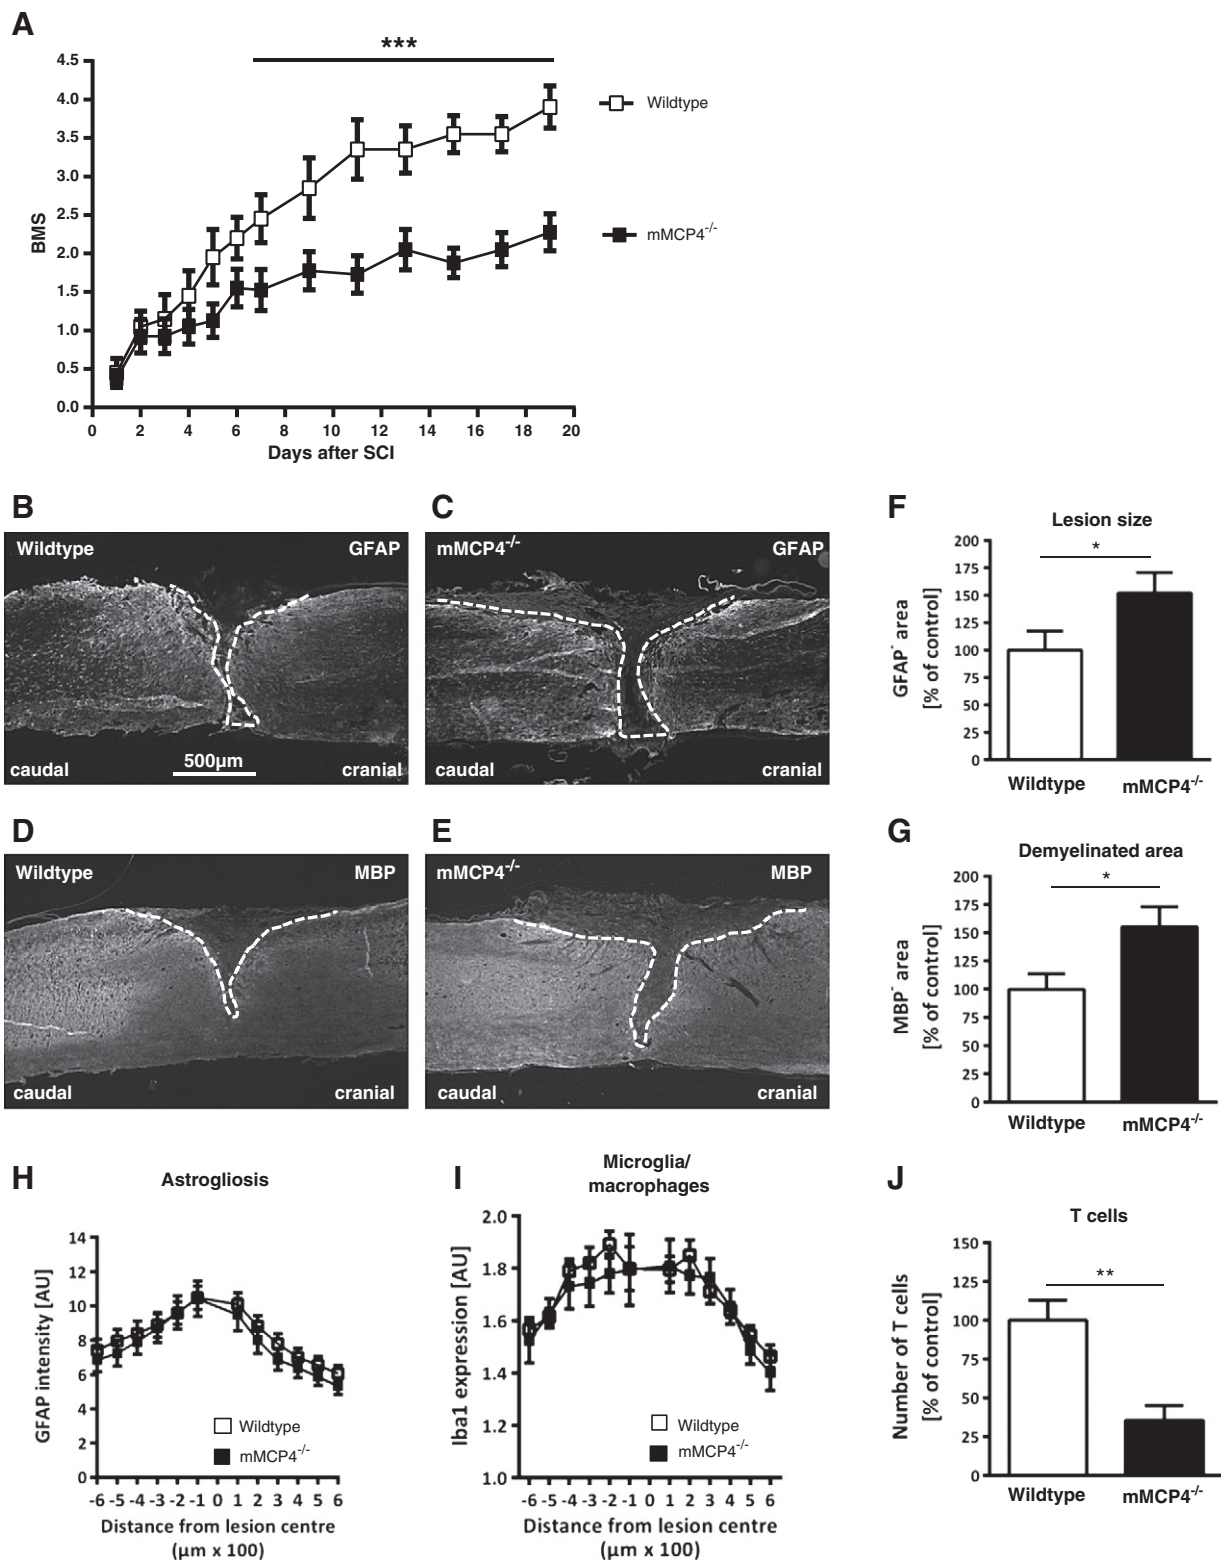 A
***
4.5
4.0
3.5
3.0
2.5
2.0
1.5
1.0
0.5
0.0
BMS
0 2 4 6 8 10 12 14 16 18 20
Days after SCI
Wildtype
mMCP4-/-
B
Wildtype GFAP
500µm
caudal cranial
C
mMCP4-/- GFAP
caudal cranial
F
Lesion size
*
200
175
150
125
100
75
50
25
0
GFAP- area
[% of control]
Wildtype mMCP4-/-
D
Wildtype MBP
caudal cranial
E
mMCP4-/- MBP
caudal cranial
G
Demyelinated area
*
200
175
150
125
100
75
50
25
0
MBP- area
[% of control]
Wildtype mMCP4-/-
H
Astrogliosis
14
12
10
8
6
4
2
0
GFAP intensity [AU]
Wildtype
mMCP4-/-
-6 -5 -4 -3 -2 -1 0 1 2 3 4 5 6
Distance from lesion centre
(µm x 100)
I
Microglia/
macrophages
2.0
1.8
1.6
1.4
1.2
1.0
Iba1 expression [AU]
Wildtype
mMCP4-/-
-6 -5 -4 -3 -2 -1 0 1 2 3 4 5 6
Distance from lesion centre
(µm x 100)
J
T cells
**
150
125
100
75
50
25
0
Number of T cells
[% of control]
Wildtype mMCP4-/-